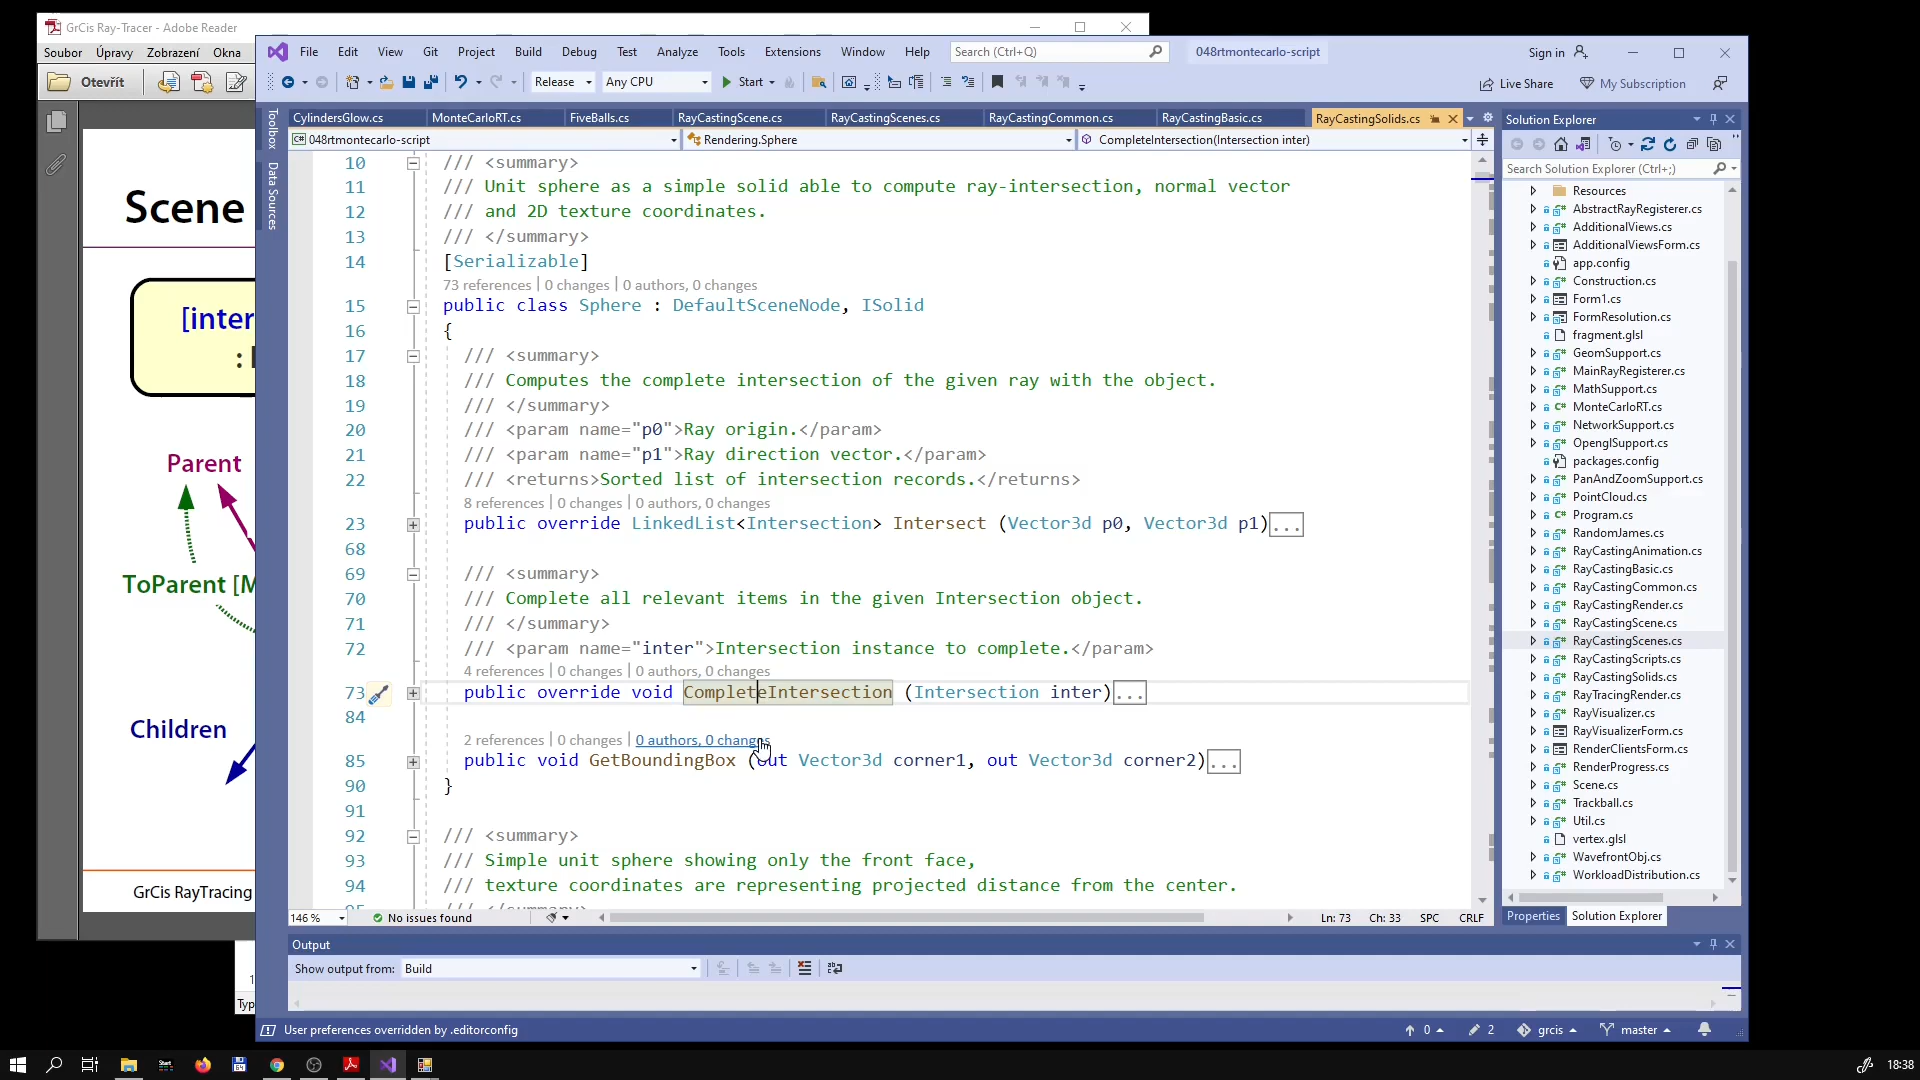 GrCis Ray-Tracer - Adobe Reader
Soubor Úpravy Zobrazení Okna
Otevřít
Scene
[inter
Parent
ToParent [M
Children
GrCis RayTracing
File Edit View Git Project Build Debug Test Analyze Tools Extensions Window Help
Search (Ctrl+Q)
048rtmontecarlo-script
Sign in
Release Any CPU Start
Live Share My Subscription
Toolbox
Data Sources
CylindersGlow.cs MonteCarloRT.cs FiveBalls.cs RayCastingScene.cs RayCastingScenes.cs RayCastingCommon.cs RayCastingBasic.cs RayCastingSolids.cs
048rtmontecarlo-script Rendering.Sphere CompleteIntersection(Intersection inter)
10 /// <summary>
11 /// Unit sphere as a simple solid able to compute ray-intersection, normal vector
12 /// and 2D texture coordinates.
13 /// </summary>
14 [Serializable]
73 references | 0 changes | 0 authors, 0 changes
15 public class Sphere : DefaultSceneNode, ISolid
16 {
17 /// <summary>
18 /// Computes the complete intersection of the given ray with the object.
19 /// </summary>
20 /// <param name="p0">Ray origin.</param>
21 /// <param name="p1">Ray direction vector.</param>
22 /// <returns>Sorted list of intersection records.</returns>
8 references | 0 changes | 0 authors, 0 changes
23 public override LinkedList<Intersection> Intersect (Vector3d p0, Vector3d p1)...
68
69 /// <summary>
70 /// Complete all relevant items in the given Intersection object.
71 /// </summary>
72 /// <param name="inter">Intersection instance to complete.</param>
4 references | 0 changes | 0 authors, 0 changes
73 public override void CompleteIntersection (Intersection inter)...
84
2 references | 0 changes | 0 authors, 0 changes
85 public void GetBoundingBox (out Vector3d corner1, out Vector3d corner2)...
90 }
91
92 /// <summary>
93 /// Simple unit sphere showing only the front face,
94 /// texture coordinates are representing projected distance from the center.
146 % No issues found Ln: 73 Ch: 33 SPC CRLF
Output
Show output from: Build
User preferences overridden by .editorconfig
0 2 grcis master
Solution Explorer
Search Solution Explorer (Ctrl+;)
Resources
AbstractRayRegisterer.cs
AdditionalViews.cs
AdditionalViewsForm.cs
app.config
Construction.cs
Form1.cs
FormResolution.cs
fragment.glsl
GeomSupport.cs
MainRayRegisterer.cs
MathSupport.cs
MonteCarloRT.cs
NetworkSupport.cs
OpenglSupport.cs
packages.config
PanAndZoomSupport.cs
PointCloud.cs
Program.cs
RandomJames.cs
RayCastingAnimation.cs
RayCastingBasic.cs
RayCastingCommon.cs
RayCastingRender.cs
RayCastingScene.cs
RayCastingScenes.cs
RayCastingScripts.cs
RayCastingSolids.cs
RayTracingRender.cs
RayVisualizer.cs
RayVisualizerForm.cs
RenderClientsForm.cs
RenderProgress.cs
Scene.cs
Trackball.cs
Util.cs
vertex.glsl
WavefrontObj.cs
WorkloadDistribution.cs
Properties Solution Explorer
Typ
18:38